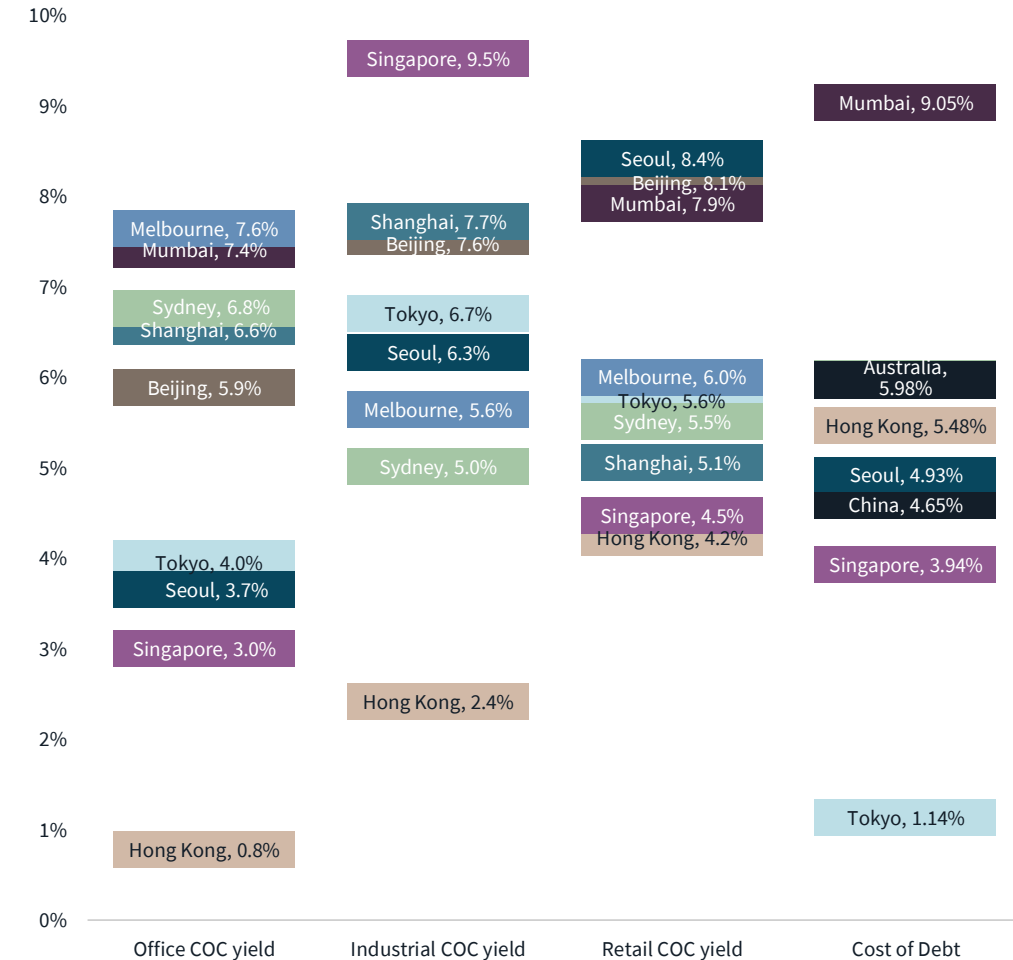 10%
9%
8%
7%
6%
5%
4%
3%
2%
1%
0%
Melbourne, 7.6%
Mumbai, 7.4%
Sydney, 6.8%
Shanghai, 6.6%
Beijing, 5.9%
Tokyo, 4.0%
Seoul, 3.7%
Singapore, 3.0%
Hong Kong, 0.8%
Singapore, 9.5%
Shanghai, 7.7%
Beijing, 7.6%
Tokyo, 6.7%
Seoul, 6.3%
Melbourne, 5.6%
Sydney, 5.0%
Hong Kong, 2.4%
Seoul, 8.4%
Beijing, 8.1%
Mumbai, 7.9%
Melbourne, 6.0%
Tokyo, 5.6%
Sydney, 5.5%
Shanghai, 5.1%
Singapore, 4.5%
Hong Kong, 4.2%
Mumbai, 9.05%
Australia,
5.98%
Hong Kong, 5.48%
Seoul, 4.93%
China, 4.65%
Singapore, 3.94%
Tokyo, 1.14%
Office COC yield
Industrial COC yield
Retail COC yield
Cost of Debt